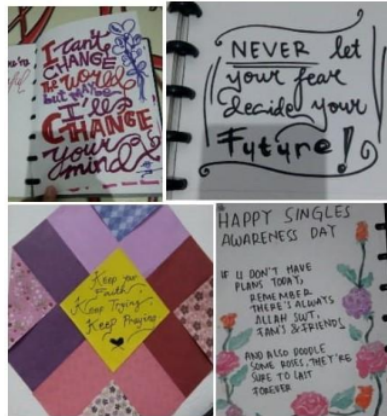 I can't
CHANGE
the world
but maybe
I'll
CHANGE
your
mind
NEVER let
your fear
decide your
Future!
Keep your
Faith,
Keep Trying,
Keep Praying.
HAPPY SINGLES
AWARENESS DAY
IF U DON'T HAVE
PLANS TODAY,
REMEMBER
THERE'S ALWAYS
ALLAH SWT,
FAM'S & FRIENDS
AND ALSO DOODLE
SOME ROSES, THEY'RE
SURE TO LAST
FOREVER